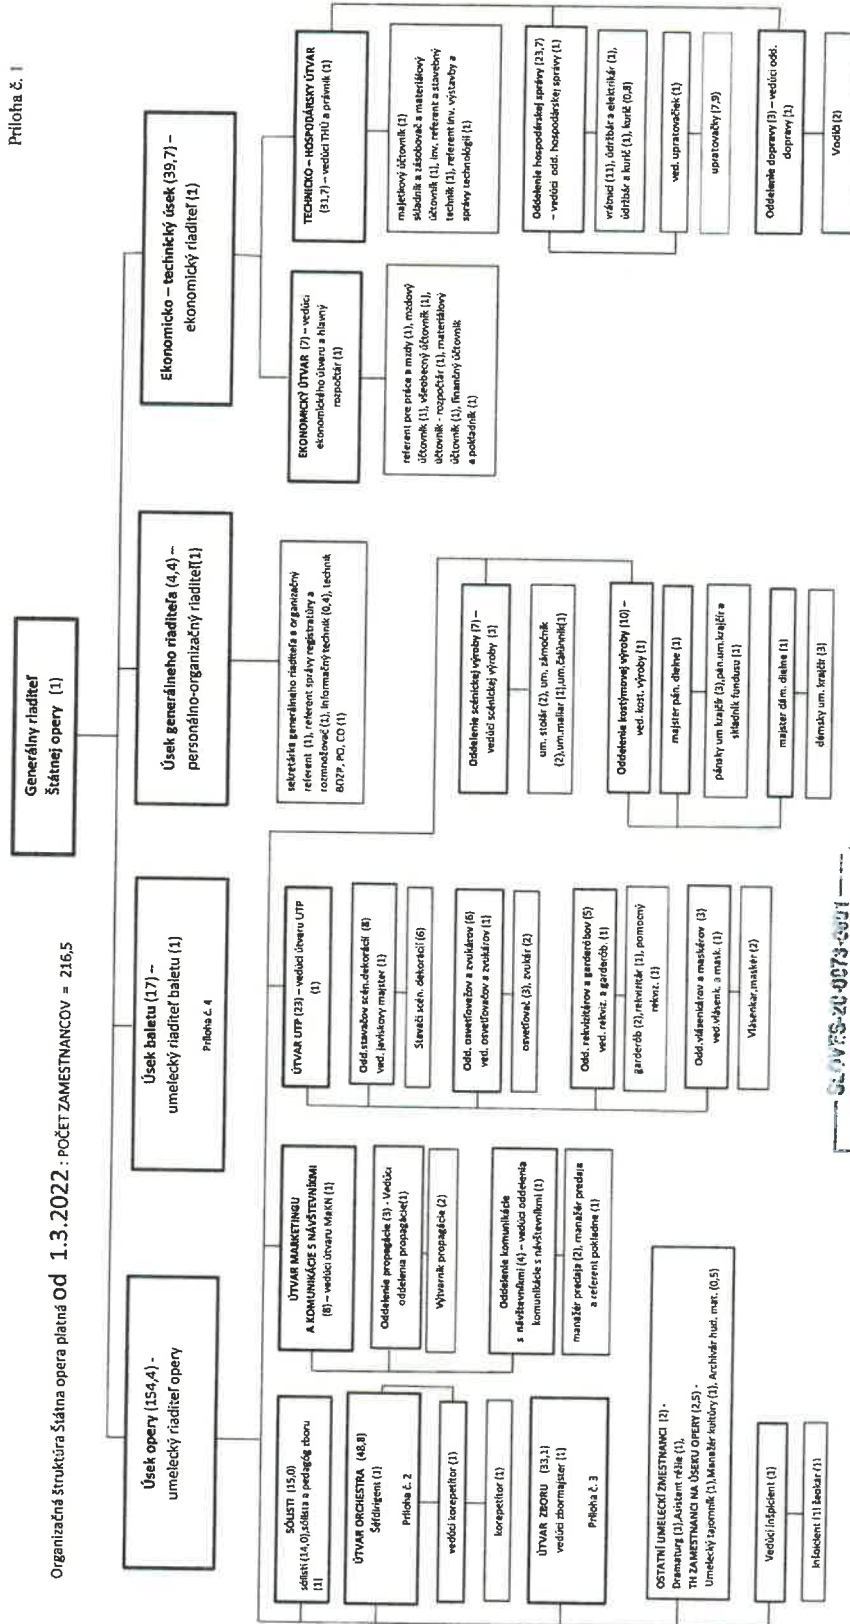 Príloha č. 1
Organizačná štruktúra Štátna opera platná od 1.3.2022 : POČET ZAMESTNANCOV = 216,5
Generálny riaditeľ
Štátnej opery (1)
Úsek opery (154,4) -
umelecký riaditeľ opery
Úsek baletu (17) –
umelecký riaditeľ baletu (1)
Príloha č. 4
Úsek generálneho riaditeľa (4,4) –
personálno-organizačný riaditeľ(1)
Ekonomicko – technický úsek (39,7) –
ekonomický riaditeľ (1)
SÓLISTI (15,0)
sólisti (14,0),sólista a pedagóg zboru
(1)
ÚTVAR ORCHESTRA (48,8)
Šéfdirigent (1)
Príloha č. 2
vedúci korepetítor (1)
korepetítor (1)
ÚTVAR ZBORU (33,1)
vedúci zbormajster (1)
Príloha č. 3
OSTATNÍ UMELECKÍ ZMESTNANCI (2) -
Dramaturg (1),Asistent réžie (1),
TH ZAMESTNANCI NA ÚSEKU OPERY (2,5) -
Umelecký tajomník (1),Manažér kultúry (1), Archivár hud. mat. (0,5)
Vedúci inšpicient (1)
Inšpicient (1) šepkár (1)
ÚTVAR MARKETINGU
A KOMUNIKÁCIE S NÁVŠTEVNÍKMI
(8) – vedúci útvaru MaKN (1)
Oddelenie propagácie (3) - Vedúci
oddelenia propagácie(1)
Výtvarník propagácie (2)
Oddelenie komunikácie
s návštevníkmi (4) – vedúci oddelenia
komunikácie s návštevníkmi (1)
manažér predaja (2), manažér predaja
a referent pokladne (1)
ÚTVAR UTP (23) – vedúci útvaru UTP
(1)
Odd.stavačov scén.dekorácií (8)
ved. javiskovy majster (1)
Stavači scén. dekorácií (6)
Odd. osvetľovačov a zvukárov (6)
ved. osvetľovačov a zvukárov (1)
osvetľovač (3), zvukár (2)
Odd. rekvizitárov a garderóbov (5)
ved. rekviz. a garderób. (1)
garderób (2),rekvizitár (1), pomocný
rekviz. (1)
Odd.vlásenkárov a maskérov (3)
ved.vlásenk. a mask. (1)
Vlásenkar,maskér (2)
sekretárka generálneho riaditeľa a organizačný
referent (1), referent správy registratúry a
rozmnožovač (1), informačný technik (0,4), technik
BOZP, PO, CO (1)
Oddelenie scénickej výroby (7) –
vedúci scénickej výroby (1)
um. stolár (2), um. zámočník
(2),um.maliar (1),um.čalúnnik(1)
Oddelenie kostýmovej výroby (10) –
ved. kost. výroby (1)
majster pán. dielne (1)
pánsky um krajčír (3),pán.um.krajčír a
skladník fundusu (1)
majster dám. dielne (1)
dámsky um. krajčír (3)
EKONOMICKÝ ÚTVAR (7) – vedúci
ekonomického útvaru a hlavný
rozpočtár (1)
referent pre práce a mzdy (1), mzdový
účtovník (1), všeobecný účtovník (1),
účtovník - rozpočtár (1), materiálový
účtovník (1), finančný účtovník
a pokladník (1)
TECHNICKO – HOSPODÁRSKY ÚTVAR
(31,7) – vedúci THÚ a právnik (1)
majetkový účtovník (1)
skladník a zásobovač a materiálový
účtovník (1), inv. referent a stavebný
technik (1), referent inv. výstavby a
správy technológií (1)
Oddelenie hospodárskej správy (23,7)
– vedúci odd. hospodárskej správy (1)
vrátnici (11), údržbár a elektrikár (1),
údržbár a kurič (1), kurič (0,8)
ved. upratovačiek (1)
upratovačky (7,9)
Oddelenie dopravy (3) – vedúci odd.
dopravy (1)
Vodiči (2)